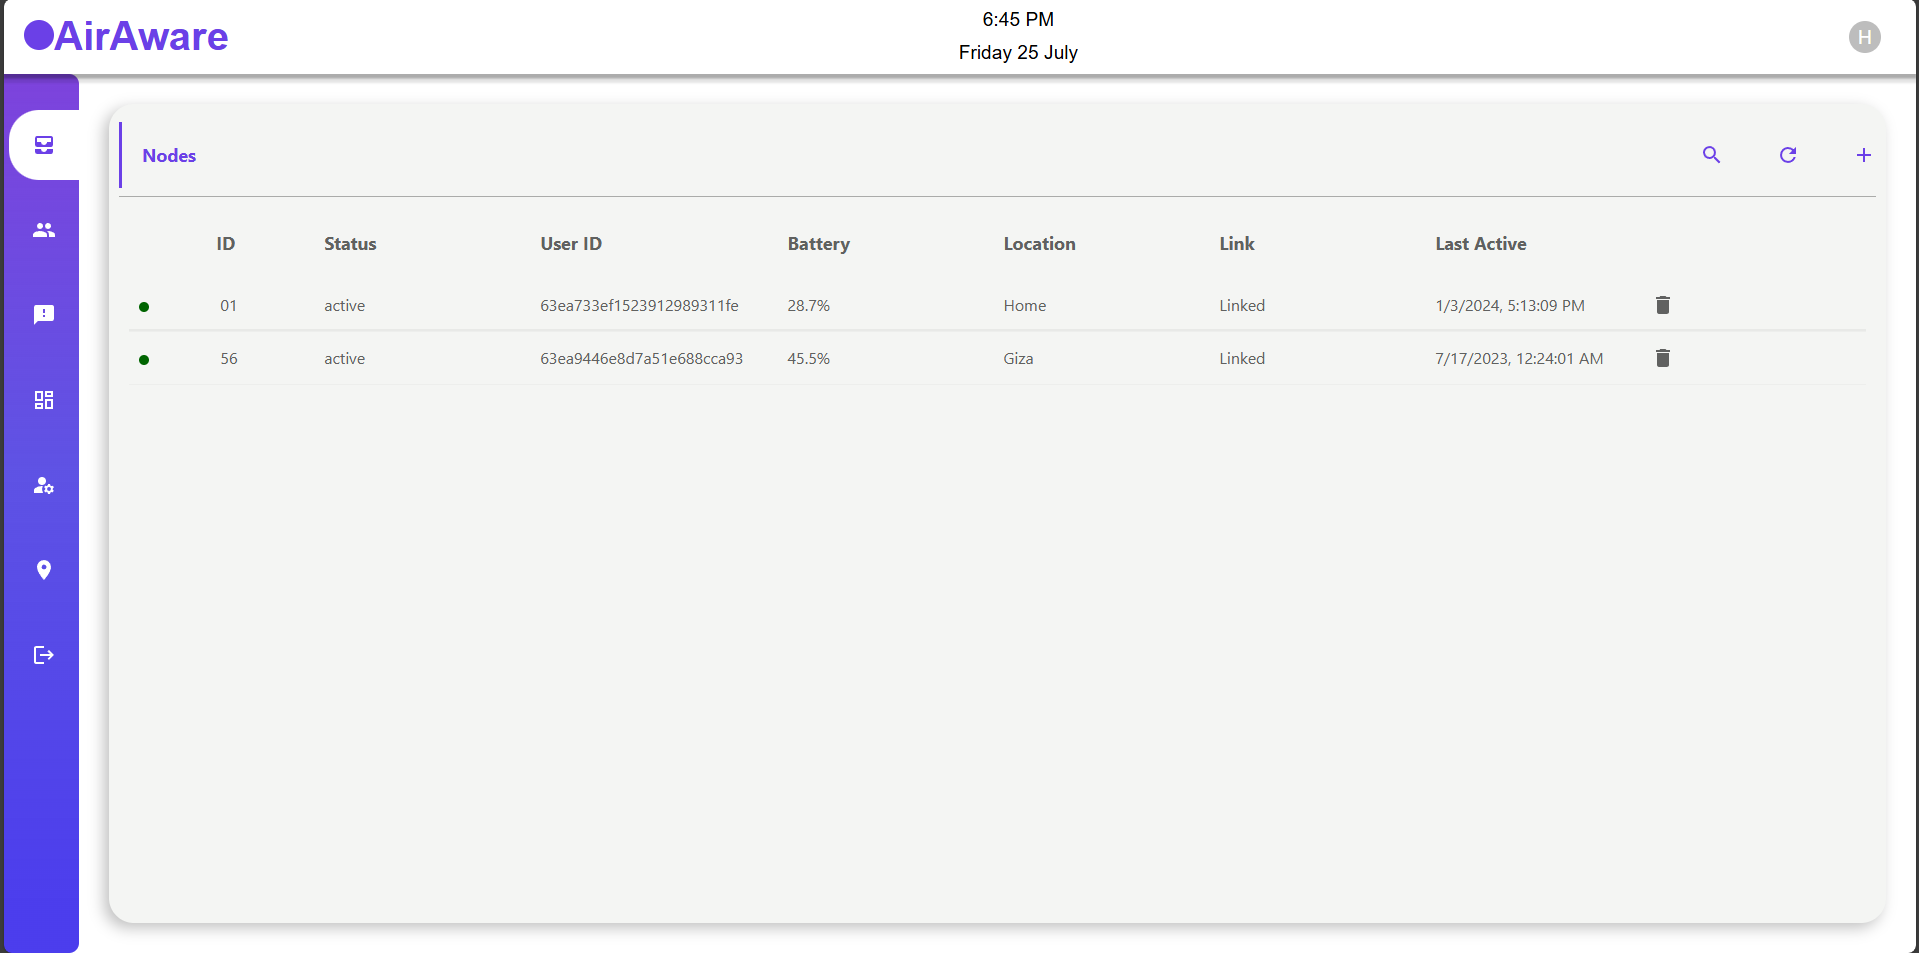 AirAware
6:45 PM
Friday 25 July
H
Nodes
ID Status User ID Battery Location Link Last Active
01 active 63ea733ef1523912989311fe 28.7% Home Linked 1/3/2024, 5:13:09 PM
56 active 63ea9446e8d7a51e688cca93 45.5% Giza Linked 7/17/2023, 12:24:01 AM